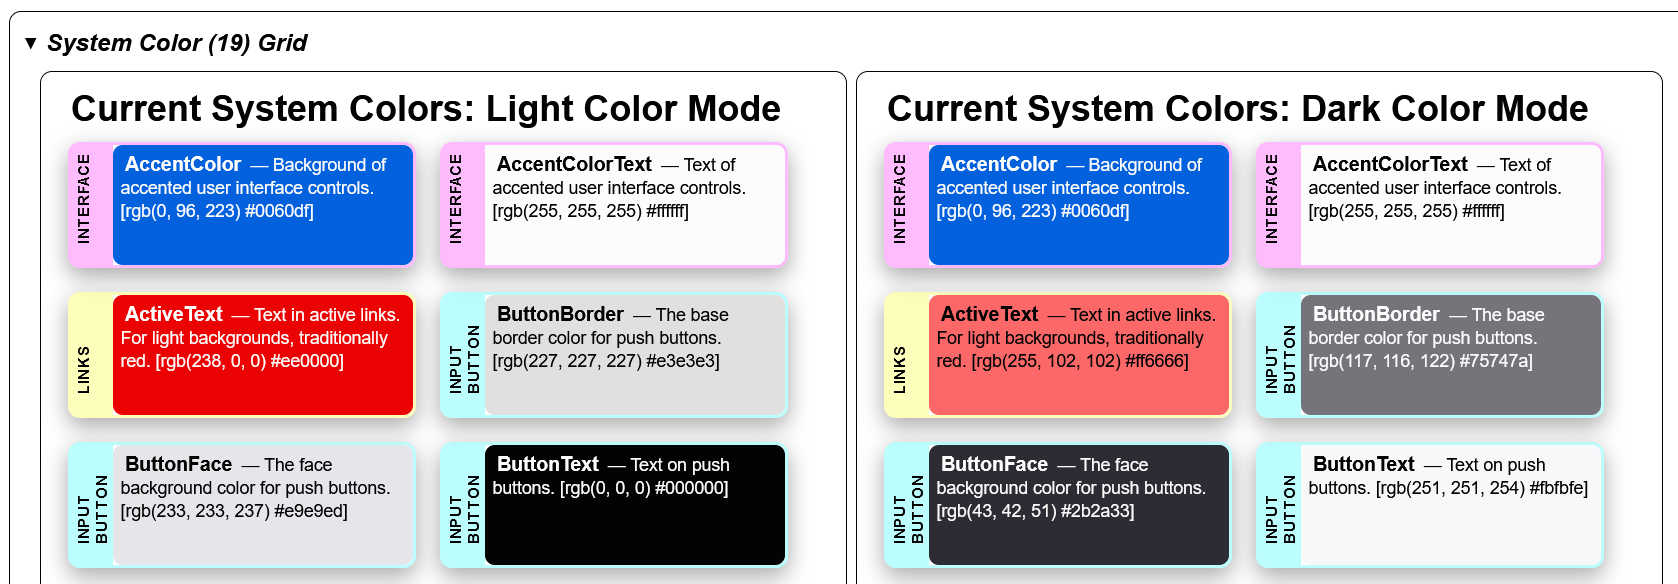 ▼ System Color (19) Grid
Current System Colors: Light Color Mode
INTERFACE
AccentColor — Background of
accented user interface controls.
[rgb(0, 96, 223) #0060df]
INTERFACE
AccentColorText — Text of
accented user interface controls.
[rgb(255, 255, 255) #ffffff]
LINKS
ActiveText — Text in active links.
For light backgrounds, traditionally
red. [rgb(238, 0, 0) #ee0000]
INPUT
BUTTON
ButtonBorder — The base
border color for push buttons.
[rgb(227, 227, 227) #e3e3e3]
INPUT
BUTTON
ButtonFace — The face
background color for push buttons.
[rgb(233, 233, 237) #e9e9ed]
INPUT
BUTTON
ButtonText — Text on push
buttons. [rgb(0, 0, 0) #000000]
Current System Colors: Dark Color Mode
INTERFACE
AccentColor — Background of
accented user interface controls.
[rgb(0, 96, 223) #0060df]
INTERFACE
AccentColorText — Text of
accented user interface controls.
[rgb(255, 255, 255) #ffffff]
LINKS
ActiveText — Text in active links.
For light backgrounds, traditionally
red. [rgb(255, 102, 102) #ff6666]
INPUT
BUTTON
ButtonBorder — The base
border color for push buttons.
[rgb(117, 116, 122) #75747a]
INPUT
BUTTON
ButtonFace — The face
background color for push buttons.
[rgb(43, 42, 51) #2b2a33]
INPUT
BUTTON
ButtonText — Text on push
buttons. [rgb(251, 251, 254) #fbfbfe]